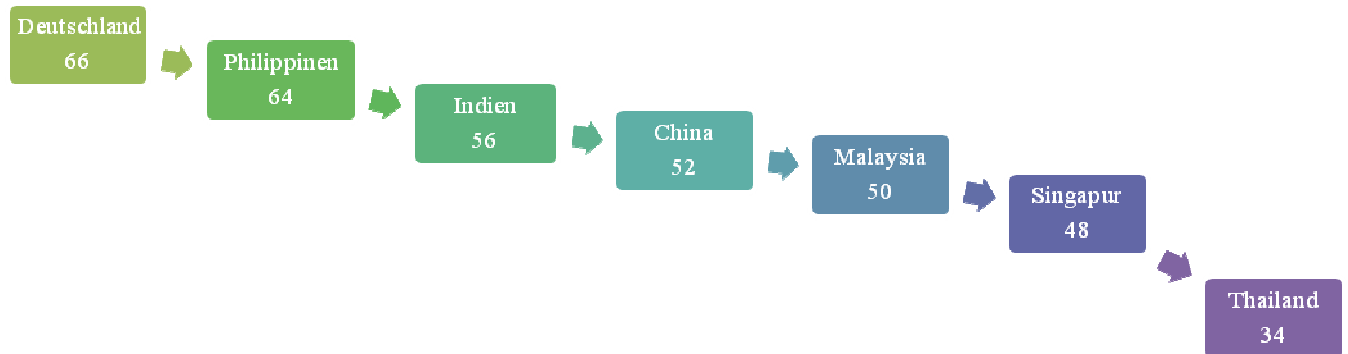 Deutschland
66
Philippinen
64
Indien
56
China
52
Malaysia
50
Singapur
48
Thailand
34